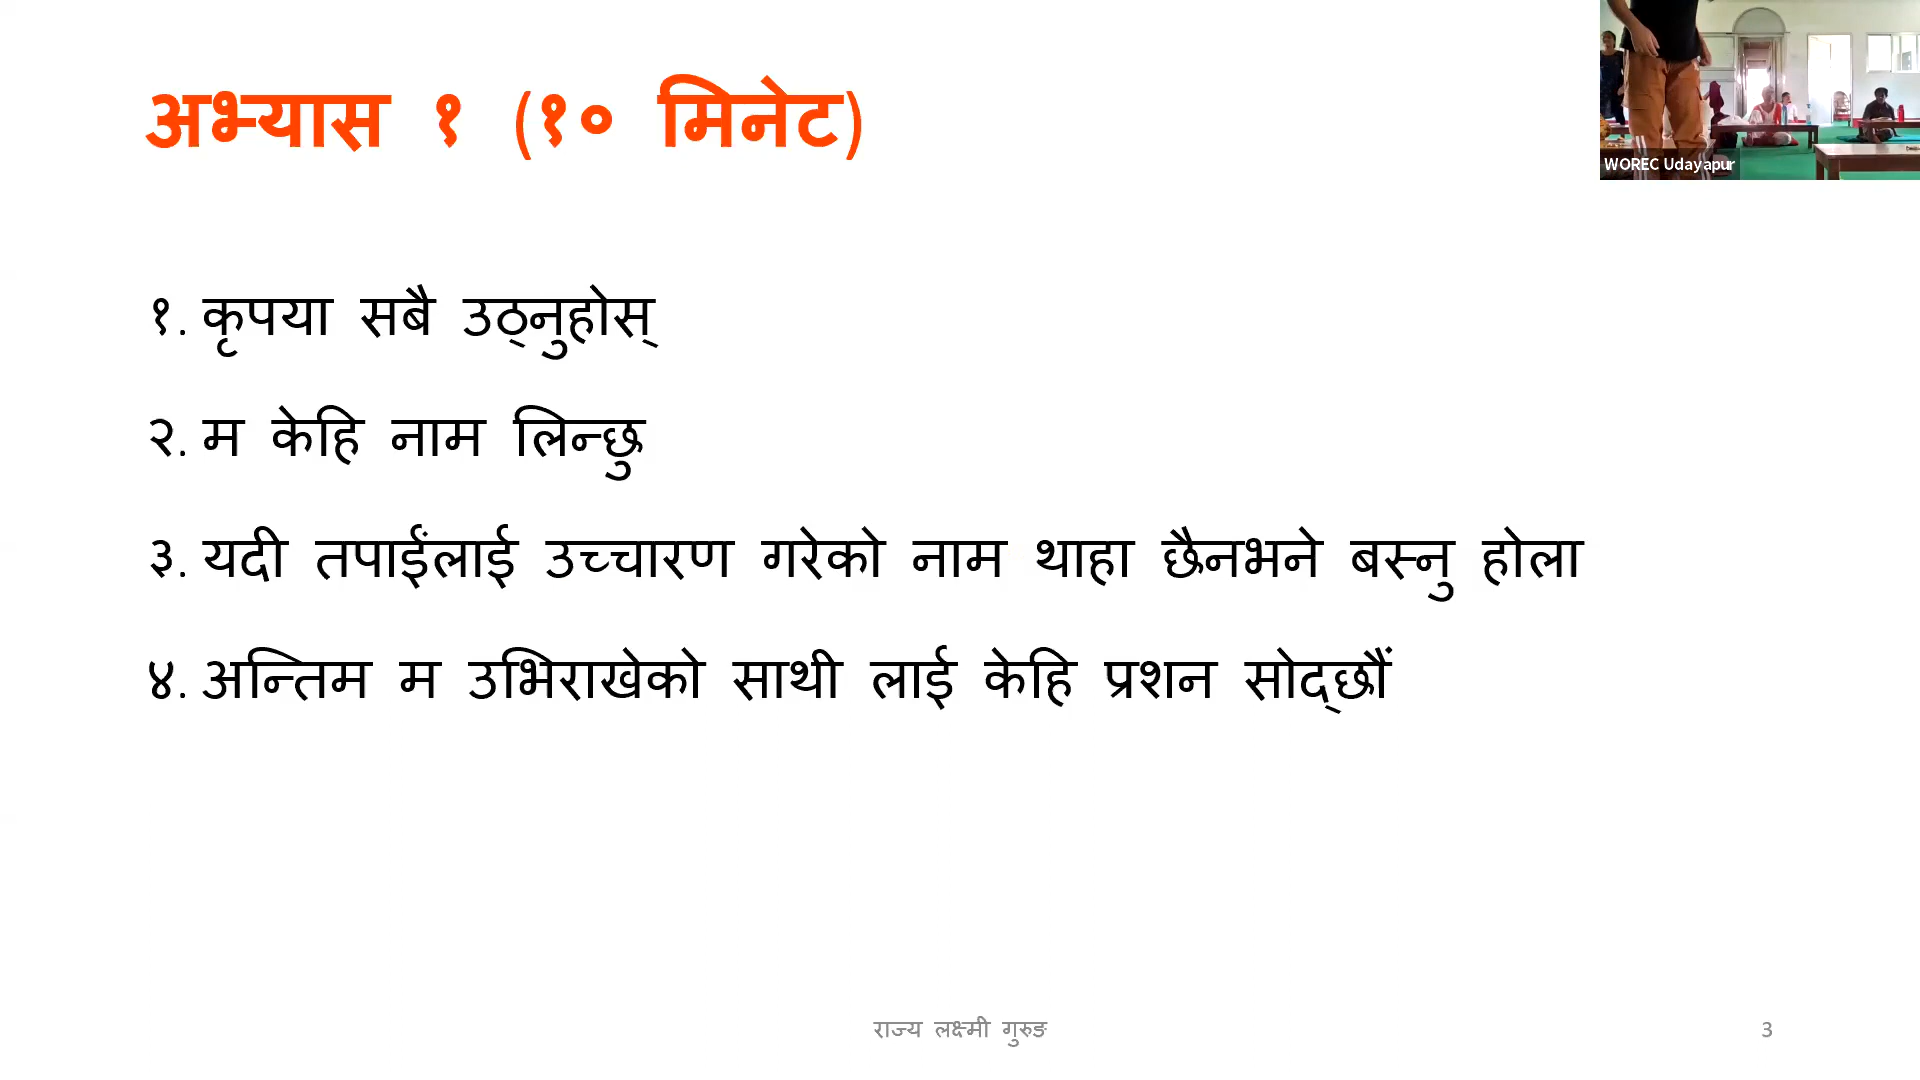 अभ्यास १ (१० मिनेट)
WOREC Udayapur
१. कृपया सबै उठ्नुहोस्
२. म केहि नाम लिन्छु
३. यदी तपाईंलाई उच्चारण गरेको नाम थाहा छैनभने बस्नु होला
४. अन्तिम म उभिराखेको साथी लाई केहि प्रशन सोद्छौं
राज्य लक्ष्मी गुरुङ
3